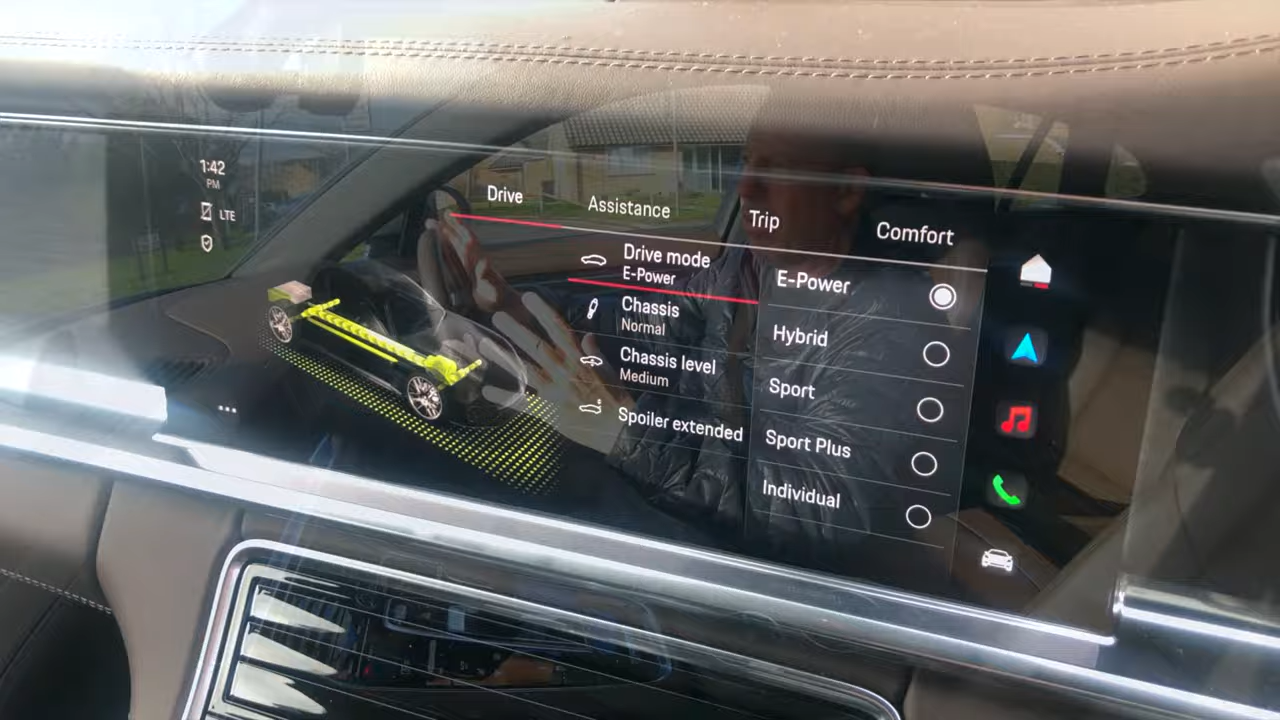 1:42
PM
LTE
Drive
Assistance
Trip
Comfort
Drive mode
E-Power
Chassis
Normal
Chassis level
Medium
Spoiler extended
E-Power
Hybrid
Sport
Sport Plus
Individual